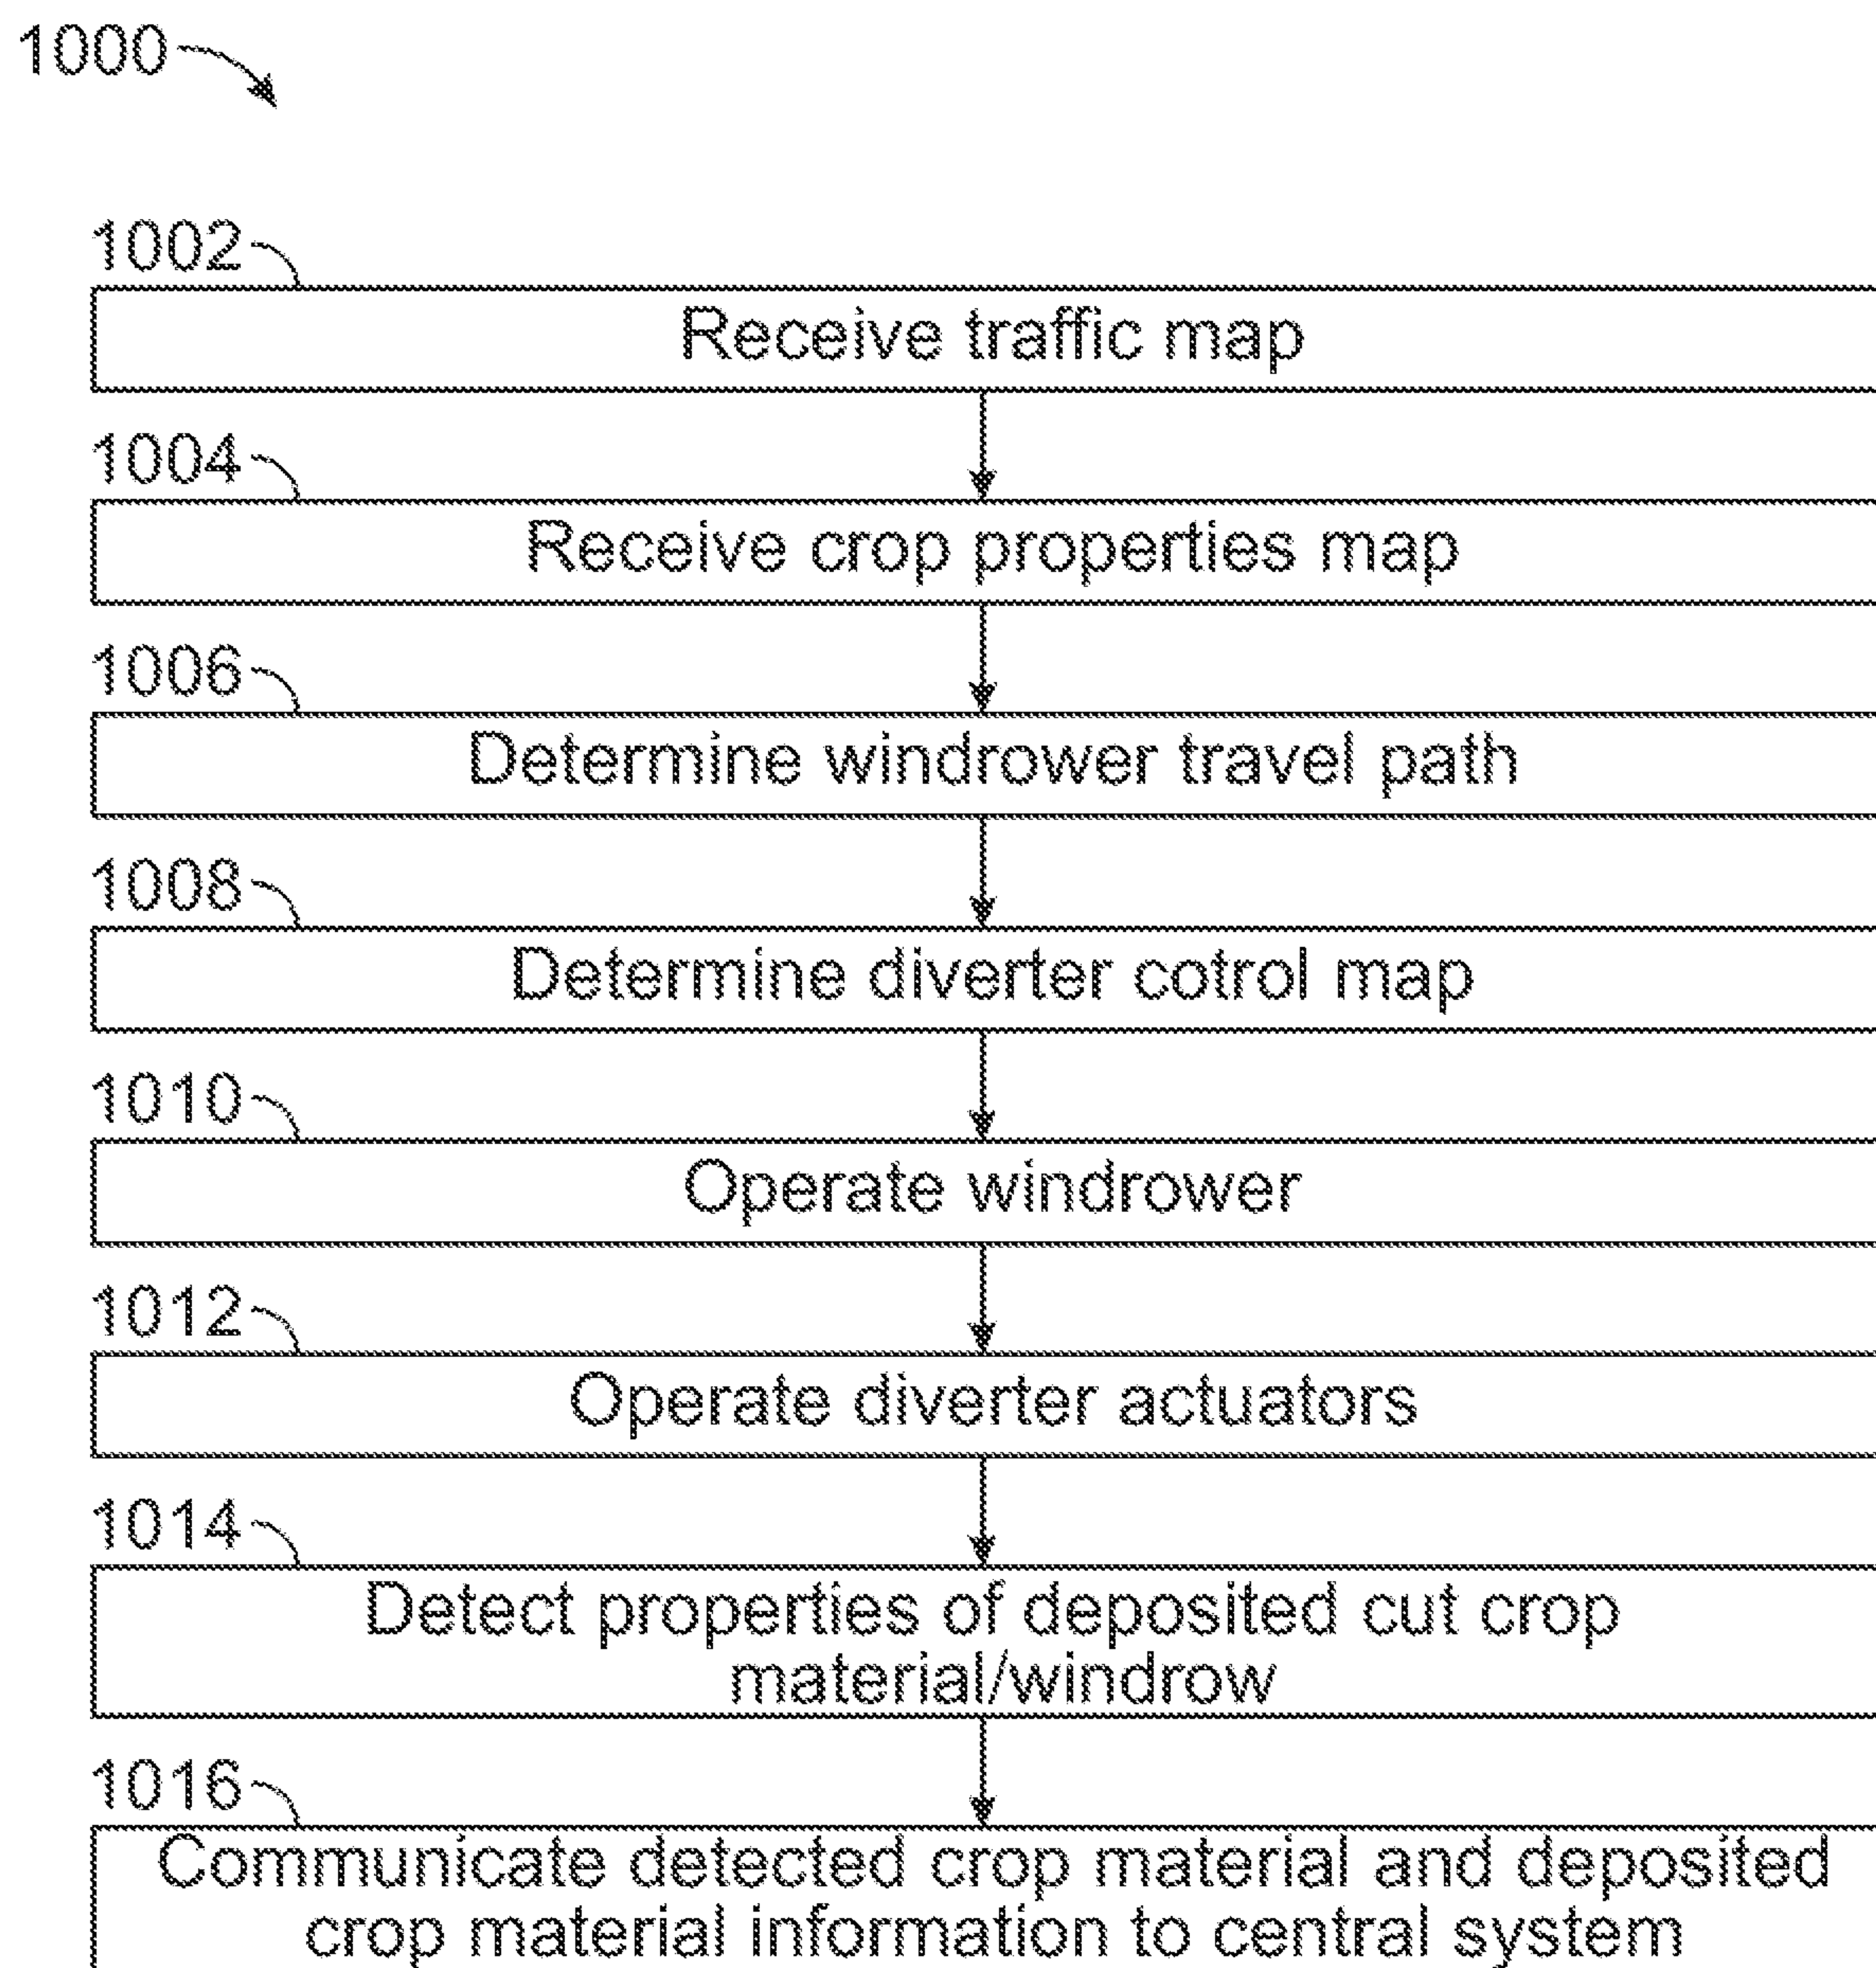 1000
1002
Receive traffic map
1004
Receive crop properties map
1006
Determine windrower travel path
1008
Determine diverter cotrol map
1010
Operate windrower
1012
Operate diverter actuators
1014
Detect properties of deposited cut crop
material/windrow
1016
Communicate detected crop material and deposited
crop material information to central system